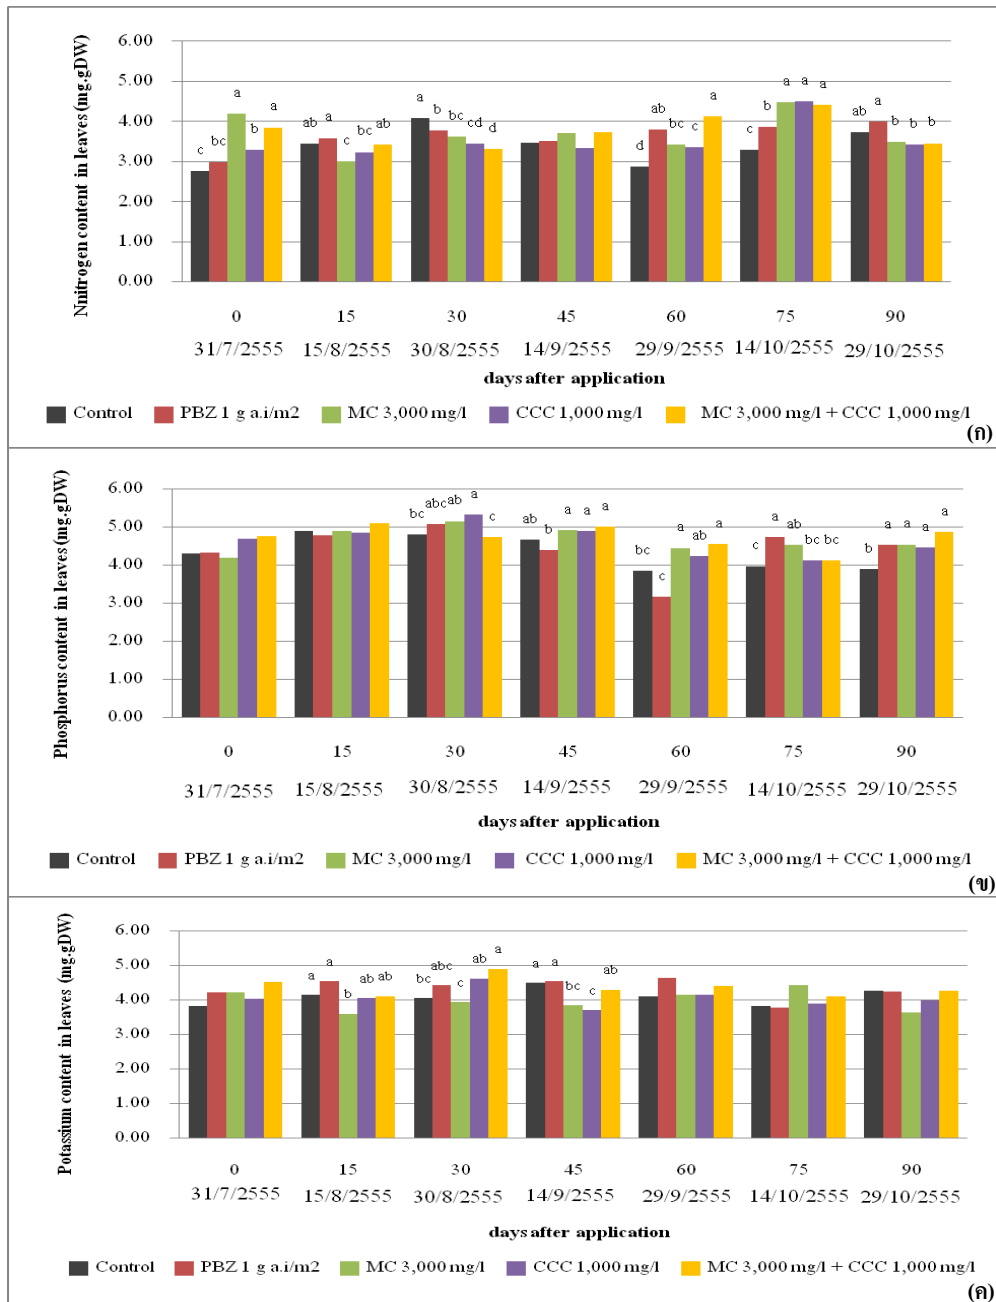 Nnitrogen content in leaves (mg.gDW)
6.00
5.00
4.00
3.00
2.00
1.00
0.00
c bc a b a
ab a c bc ab
a b bc cd d
d ab bc c a
c b a a a
ab a b b b
0 15 30 45 60 75 90
31/7/2555 15/8/2555 30/8/2555 14/9/2555 29/9/2555 14/10/2555 29/10/2555
days after application
Control PBZ 1 g a.i/m2 MC 3,000 mg/l CCC 1,000 mg/l MC 3,000 mg/l + CCC 1,000 mg/l
(ก)
Phosphorus content in leaves (mg.gDW)
6.00
5.00
4.00
3.00
2.00
1.00
0.00
bc abc ab a c
ab b a a a
bc c a ab a
c a ab bc bc
b a a a a
0 15 30 45 60 75 90
31/7/2555 15/8/2555 30/8/2555 14/9/2555 29/9/2555 14/10/2555 29/10/2555
days after application
Control PBZ 1 g a.i/m2 MC 3,000 mg/l CCC 1,000 mg/l MC 3,000 mg/l + CCC 1,000 mg/l
(ข)
Potassium content in leaves (mg.gDW)
6.00
5.00
4.00
3.00
2.00
1.00
0.00
a a b ab ab
bc abc c ab a
a a bc c ab
0 15 30 45 60 75 90
31/7/2555 15/8/2555 30/8/2555 14/9/2555 29/9/2555 14/10/2555 29/10/2555
days after application
Control PBZ 1 g a.i/m2 MC 3,000 mg/l CCC 1,000 mg/l MC 3,000 mg/l + CCC 1,000 mg/l
(ค)